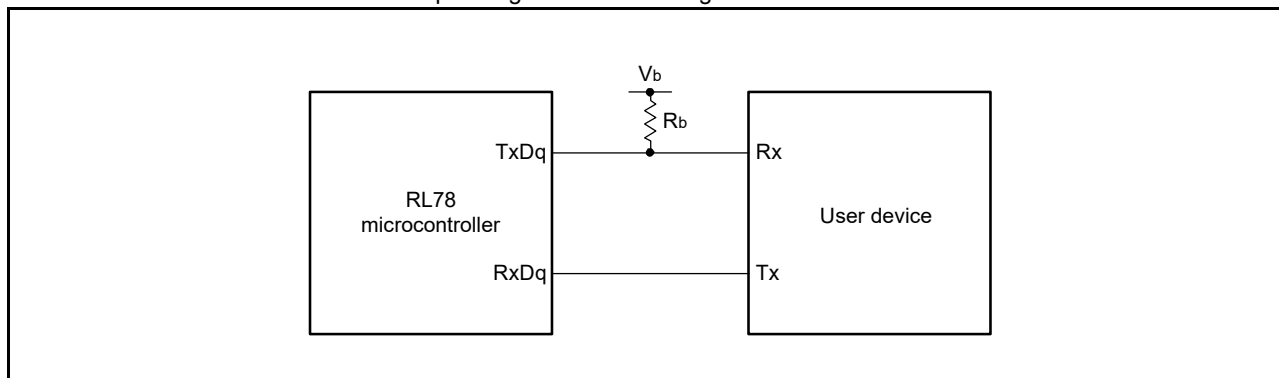 Vb
Rb
TxDq
Rx
RL78
microcontroller
User device
RxDq
Tx